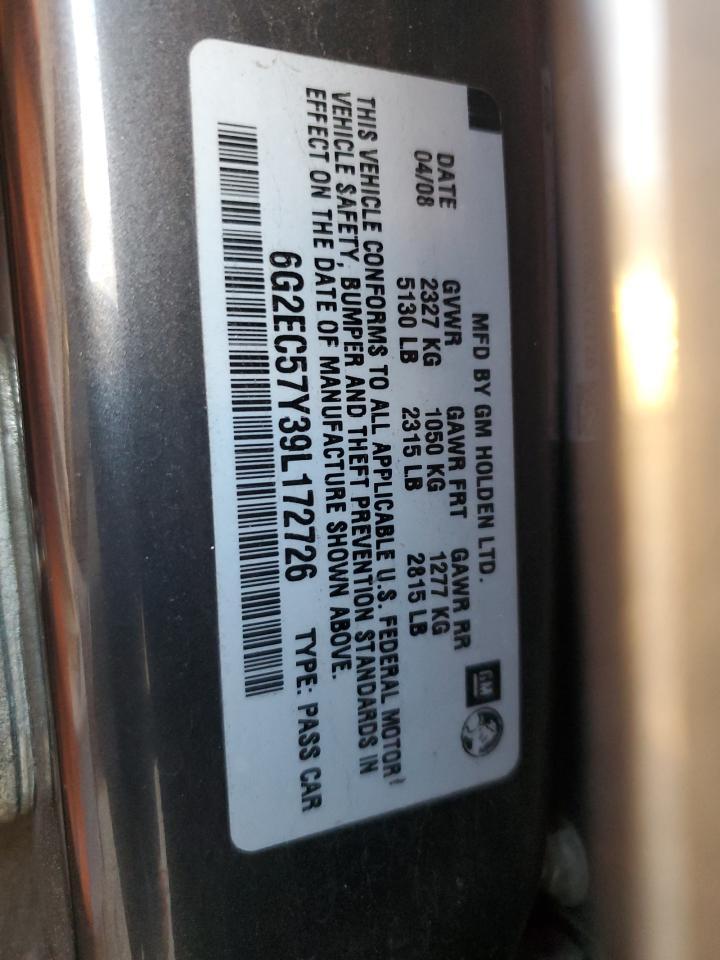 MFD BY GM HOLDEN LTD.
GM
DATE GVWR GAWR FRT GAWR RR
04/08 2327 KG 1050 KG 1277 KG
5130 LB 2315 LB 2815 LB
THIS VEHICLE CONFORMS TO ALL APPLICABLE U.S. FEDERAL MOTOR
VEHICLE SAFETY, BUMPER AND THEFT PREVENTION STANDARDS IN
EFFECT ON THE DATE OF MANUFACTURE SHOWN ABOVE.
6G2EC57Y39L172726 TYPE: PASS CAR